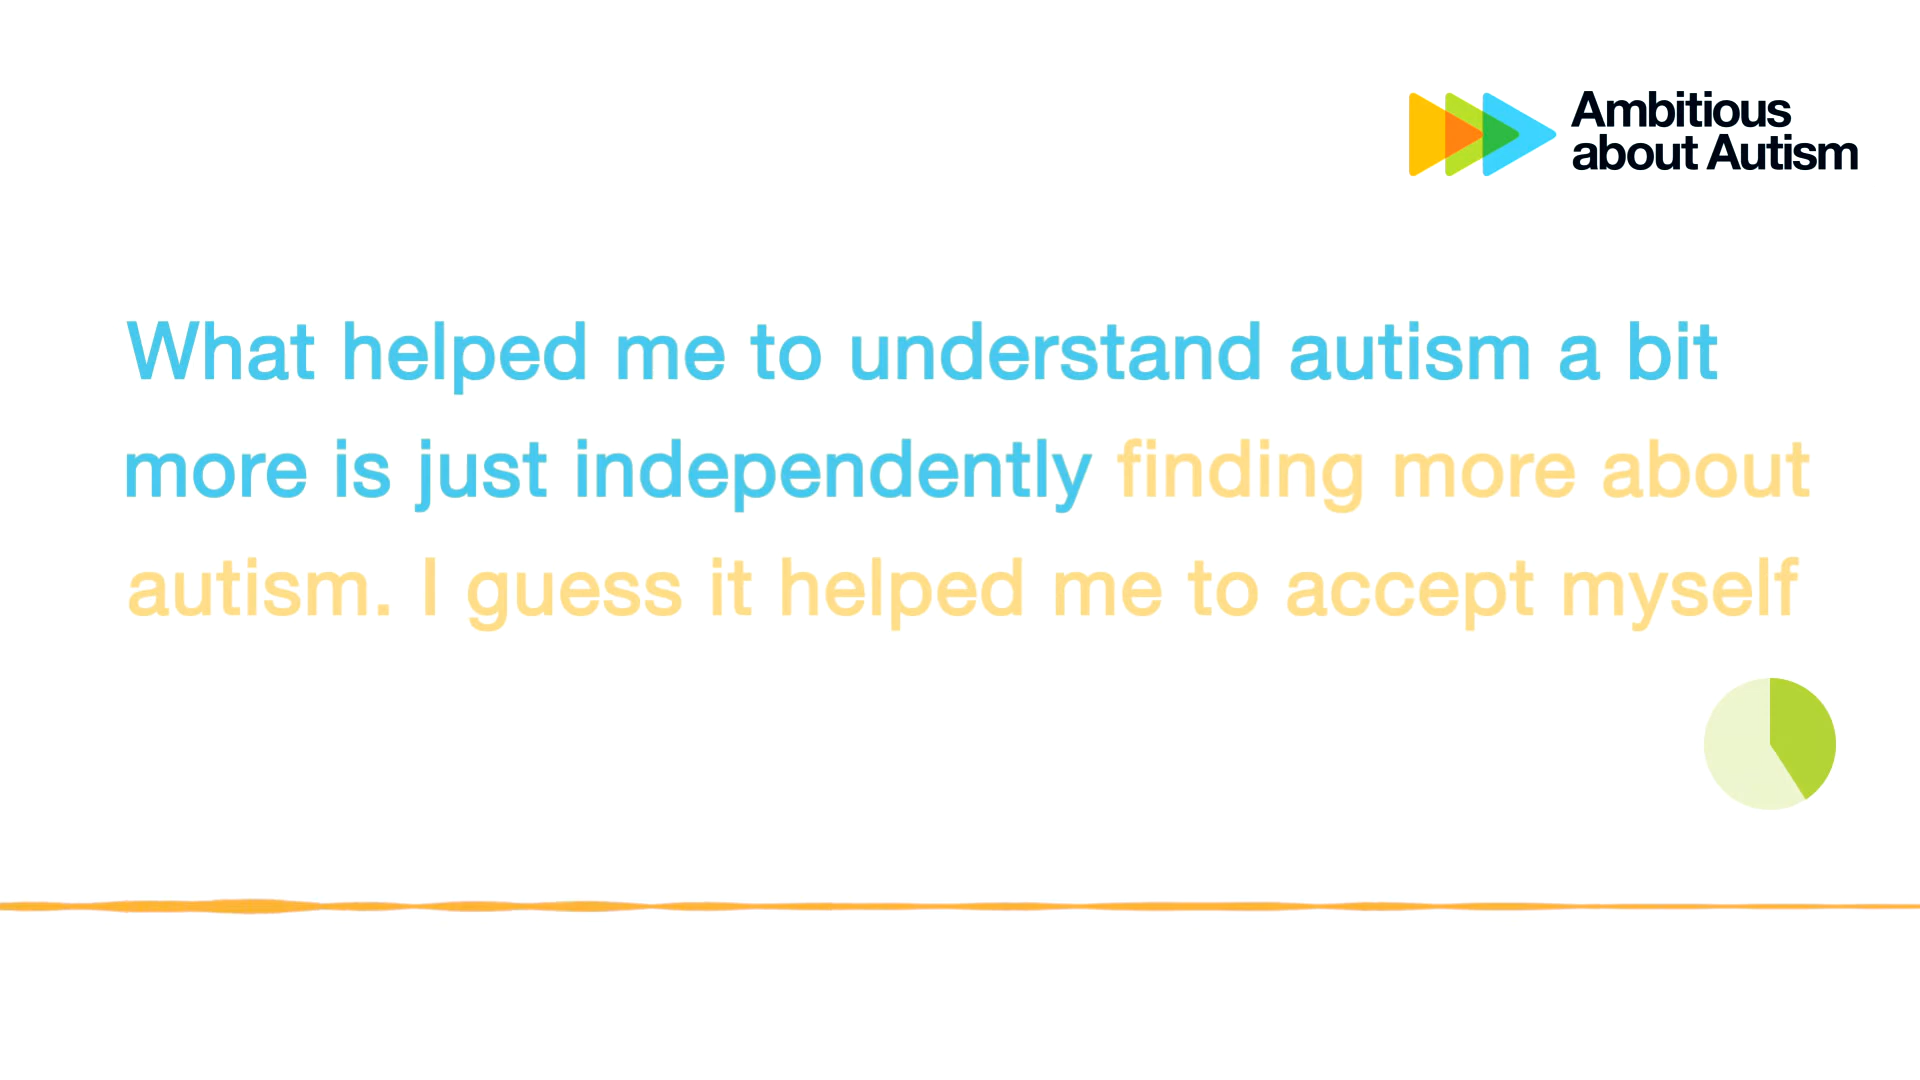 Ambitious
about Autism
What helped me to understand autism a bit
more is just independently finding more about
autism. I guess it helped me to accept myself